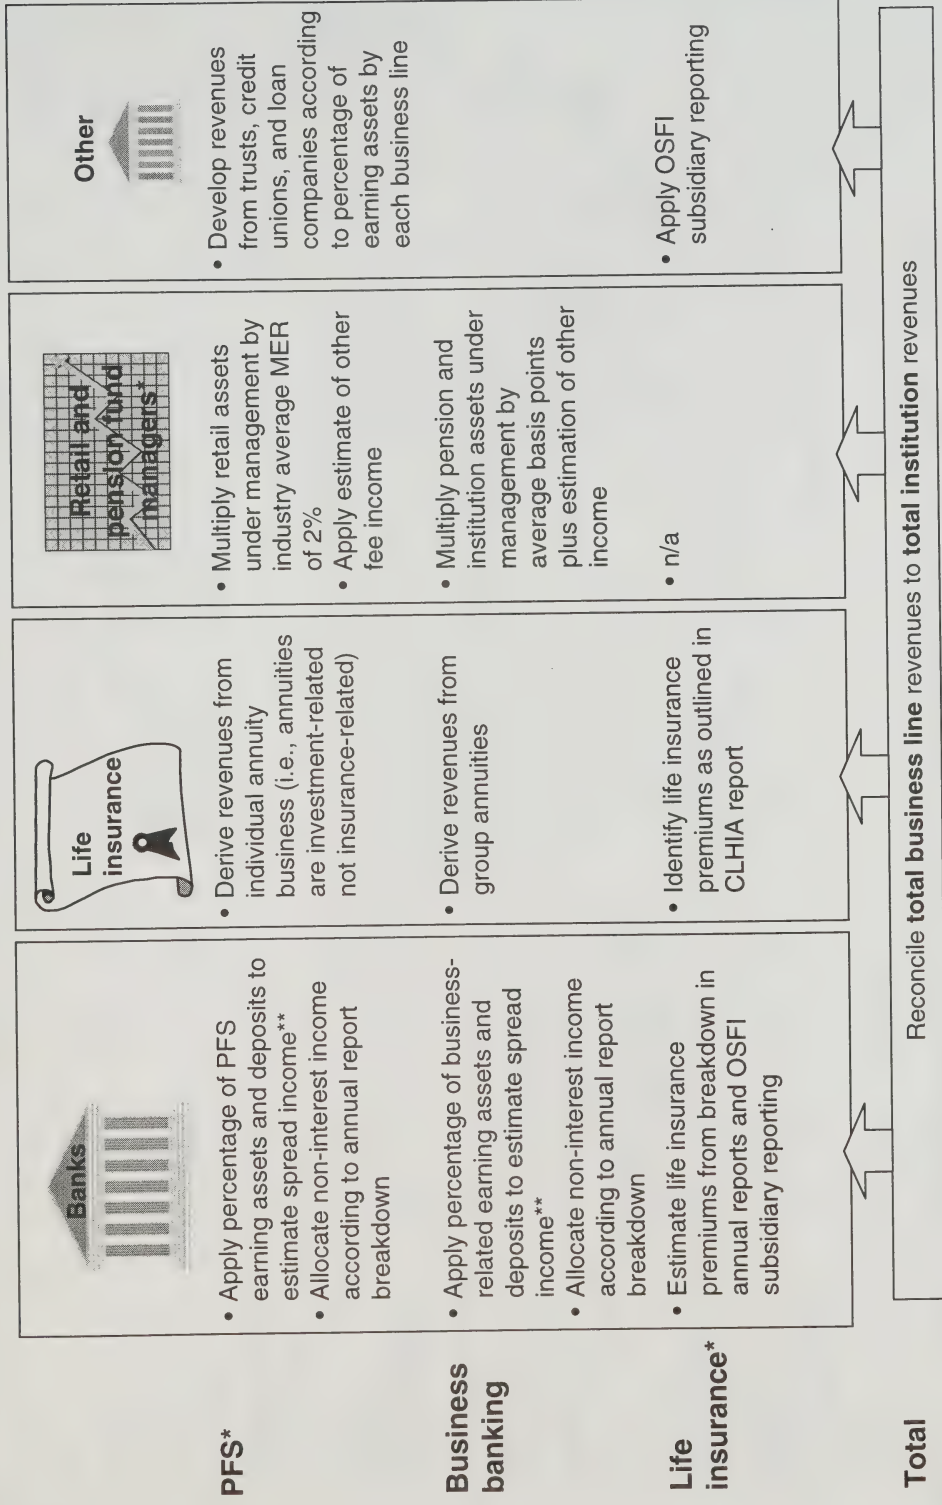 Banks
Life
insurance
Retail and
pension fund
managers*
Other
PFS*
• Apply percentage of PFS
earning assets and deposits to
estimate spread income**
• Allocate non-interest income
according to annual report
breakdown
• Derive revenues from
individual annuity
business (i.e., annuities
are investment-related
not insurance-related)
• Multiply retail assets
under management by
industry average MER
of 2%
• Apply estimate of other
fee income
• Develop revenues
from trusts, credit
unions, and loan
companies according
to percentage of
earning assets by
each business line
Business
banking
• Apply percentage of business-
related earning assets and
deposits to estimate spread
income**
• Allocate non-interest income
according to annual report
breakdown
• Derive revenues from
group annuities
• Multiply pension and
institution assets under
management by
average basis points
plus estimation of other
income
Life
insurance*
• Estimate life insurance
premiums from breakdown in
annual reports and OSFI
subsidiary reporting
• Identify life insurance
premiums as outlined in
CLHIA report
• n/a
• Apply OSFI
subsidiary reporting
Total
Reconcile total business line revenues to total institution revenues